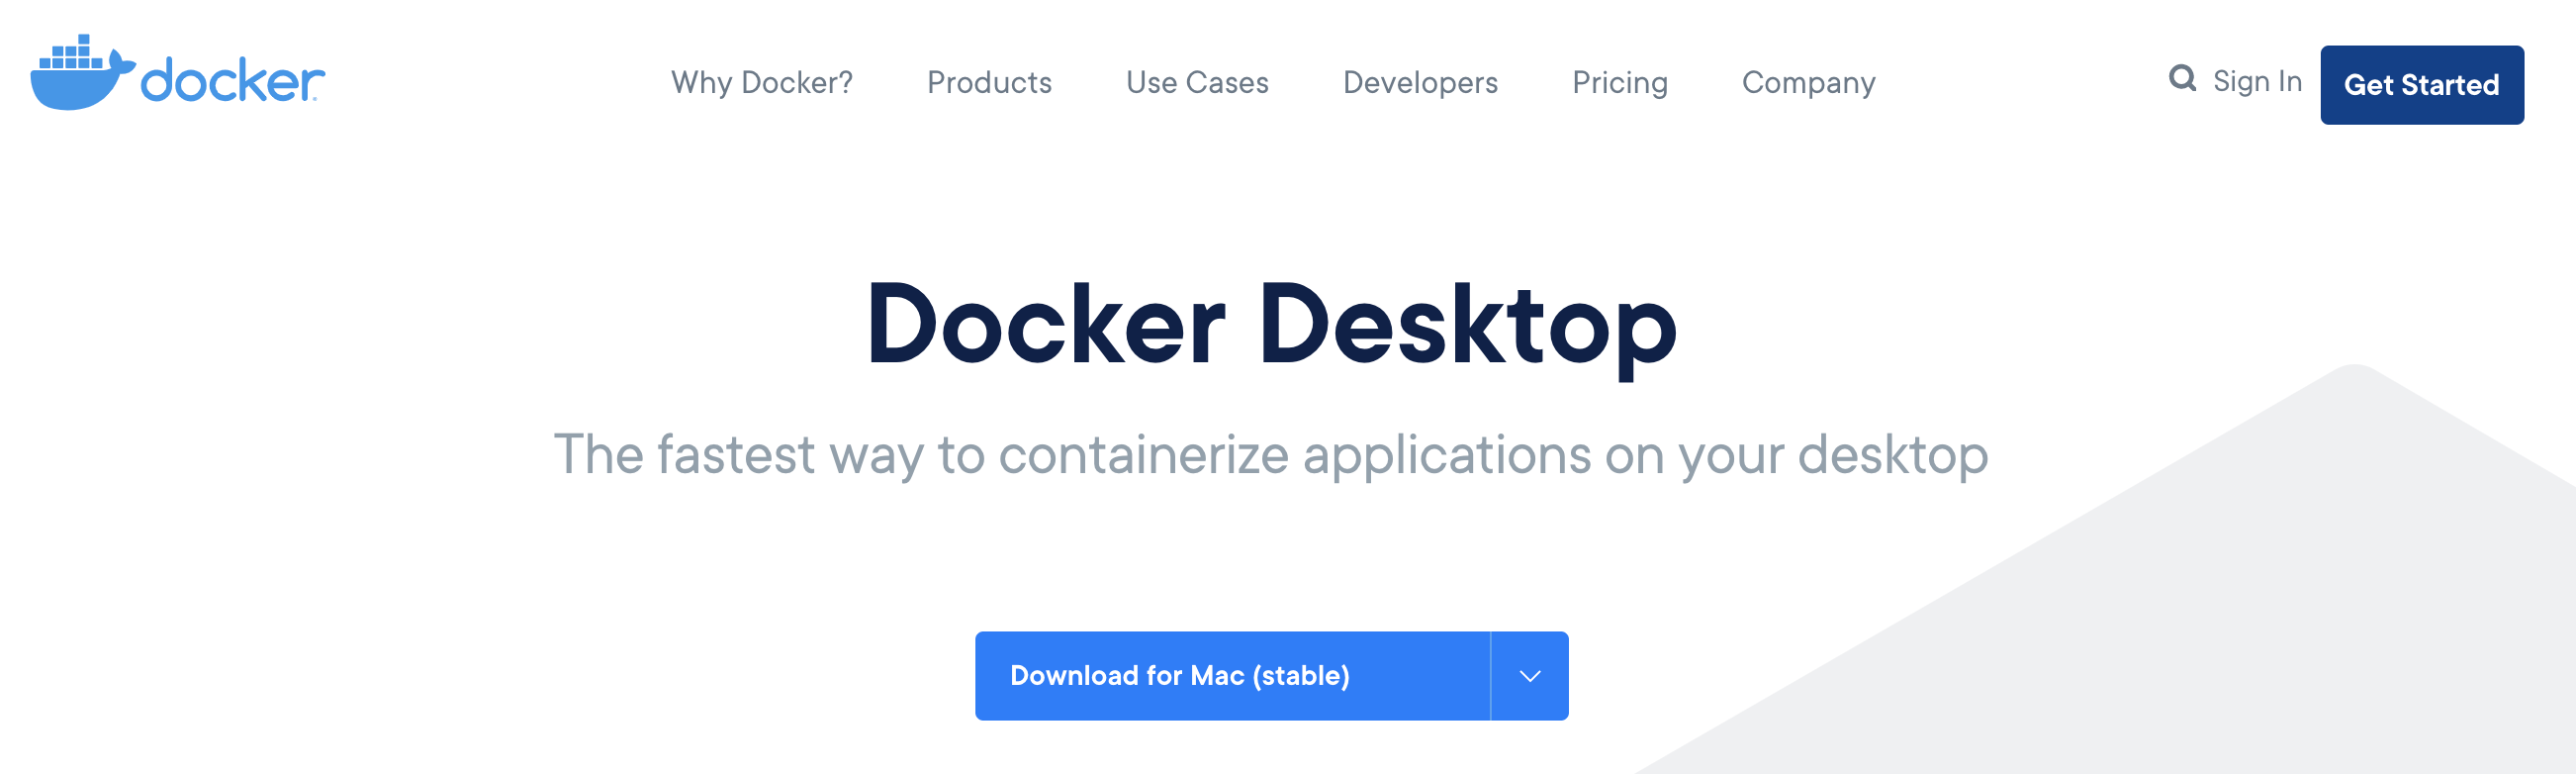 docker
Why Docker? Products Use Cases Developers Pricing Company Sign In Get Started
Docker Desktop
The fastest way to containerize applications on your desktop
Download for Mac (stable)